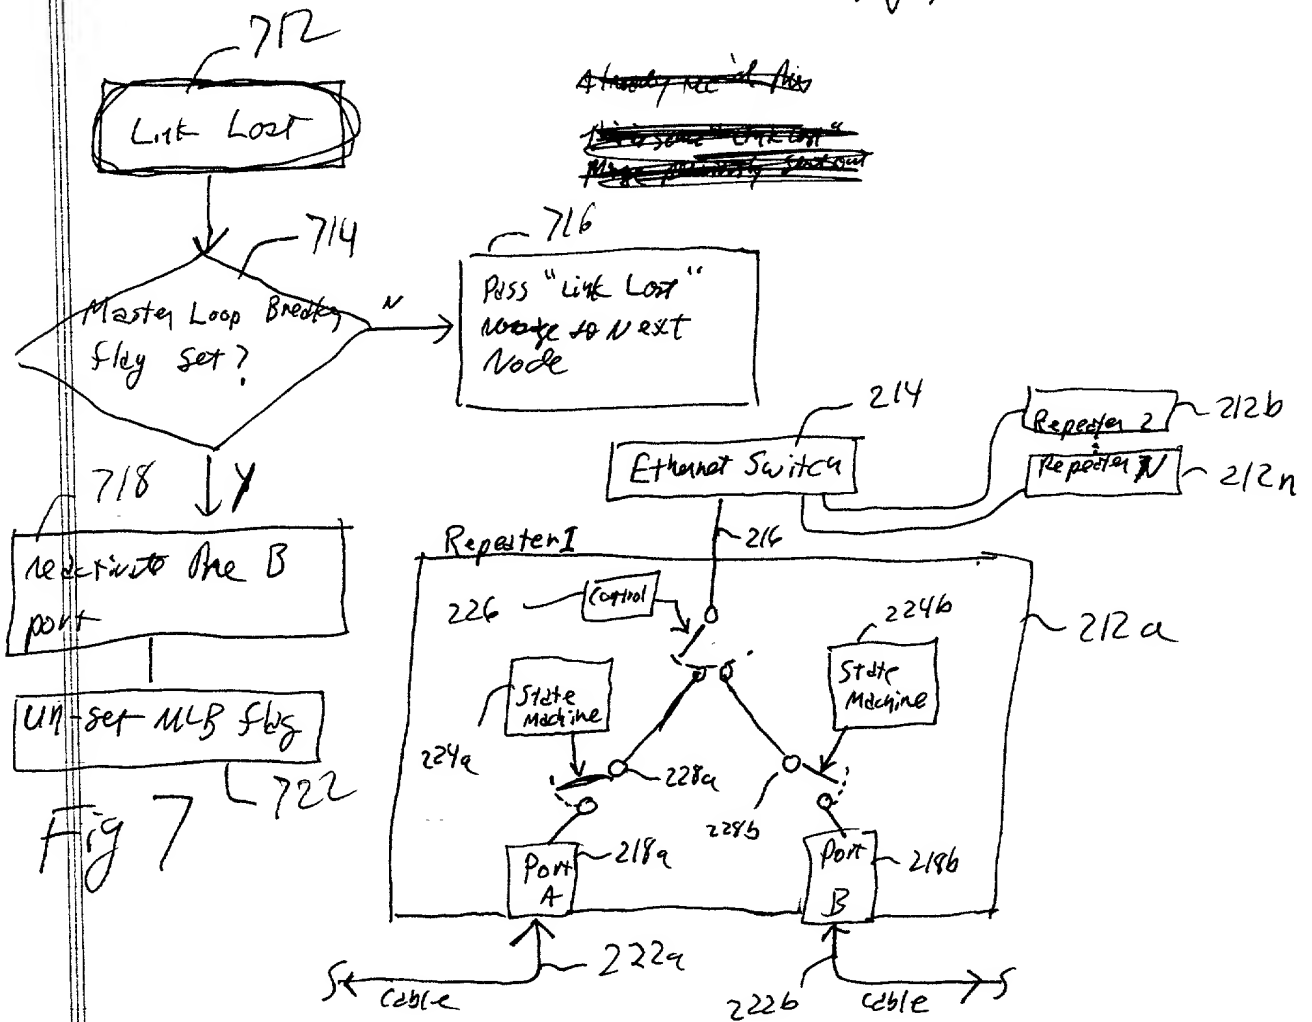 712
Link Lost
714
Master Loop Breaker
flag set?
N
716
Pass "Link Lost"
Message to Next
Node
Y
718
reactivate the B
port
un-set MLB flag
722
Fig 7
214
Ethernet Switch
Repeater 2
212b
Repeater N
212n
216
Repeater 1
226
Control
224b
212a
State
Machine
State
Machine
224a
228a
228b
Port
A
218a
Port
B
218b
222a
cable
222b
cable